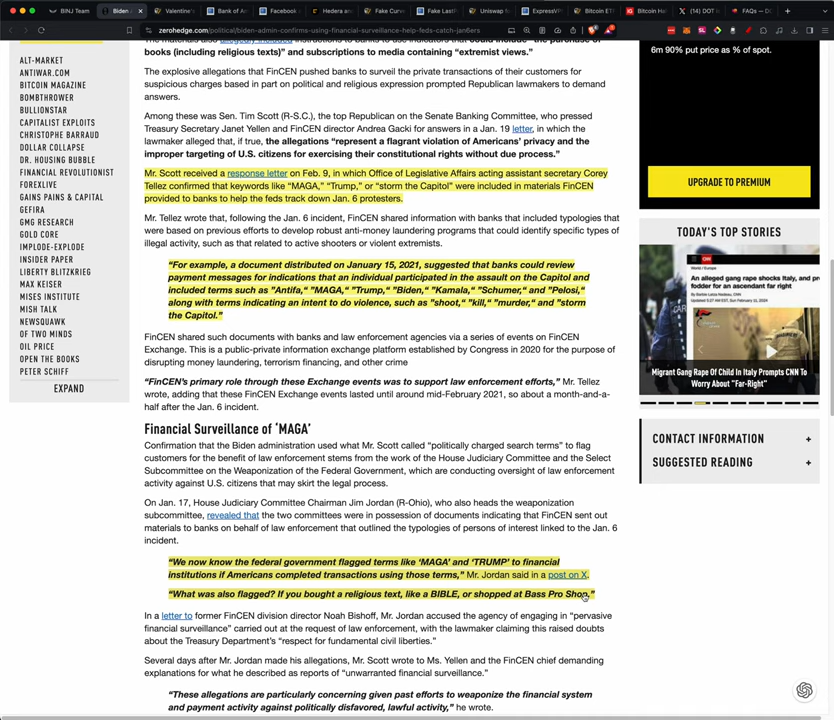 BINJ Team
Biden A
Valentine's
Bank of Am
Facebook
Hedera and
Fake Curve
Fake LastP
Uniswap fo
ExpressVPN
Bitcoin ET
Bitcoin Ha
(14) DOT
FAQs – DO
zerohedge.com/political/biden-admin-confirms-using-financial-surveillance-help-feds-catch-jan6ers
books (including religious texts)" and subscriptions to media containing "extremist views."
The explosive allegations that FinCEN pushed banks to surveil the private transactions of their customers for
suspicious charges based in part on political and religious expression prompted Republican lawmakers to demand
answers.
Among these was Sen. Tim Scott (R-S.C.), the top Republican on the Senate Banking Committee, who pressed
Treasury Secretary Janet Yellen and FinCEN director Andrea Gacki for answers in a Jan. 19 letter, in which the
lawmaker alleged that, if true, the allegations "represent a flagrant violation of Americans' privacy and the
improper targeting of U.S. citizens for exercising their constitutional rights without due process."
Mr. Scott received a response letter on Feb. 9, in which Office of Legislative Affairs acting assistant secretary Corey
Tellez confirmed that keywords like "MAGA," "Trump," or "storm the Capitol" were included in materials FinCEN
provided to banks to help the feds track down Jan. 6 protesters.
Mr. Tellez wrote that, following the Jan. 6 incident, FinCEN shared information with banks that included typologies that
were based on previous efforts to develop robust anti-money laundering programs that could identify specific types of
illegal activity, such as that related to active shooters or violent extremists.
"For example, a document distributed on January 15, 2021, suggested that banks could review
payment messages for indications that an individual participated in the assault on the Capitol and
included terms such as "Antifa," "MAGA," "Trump," "Biden," "Kamala," "Schumer," and "Pelosi,"
along with terms indicating an intent to do violence, such as "shoot," "kill," "murder," and "storm
the Capitol."
FinCEN shared such documents with banks and law enforcement agencies via a series of events on FinCEN
Exchange. This is a public-private information exchange platform established by Congress in 2020 for the purpose of
disrupting money laundering, terrorism financing, and other crime
"FinCEN's primary role through these Exchange events was to support law enforcement efforts," Mr. Tellez
wrote, adding that these FinCEN Exchange events lasted until around mid-February 2021, so about a month-and-a-
half after the Jan. 6 incident.
Financial Surveillance of 'MAGA'
Confirmation that the Biden administration used what Mr. Scott called "politically charged search terms" to flag
customers for the benefit of law enforcement stems from the work of the House Judiciary Committee and the Select
Subcommittee on the Weaponization of the Federal Government, which are conducting oversight of law enforcement
activity against U.S. citizens that may skirt the legal process.
On Jan. 17, House Judiciary Committee Chairman Jim Jordan (R-Ohio), who also heads the weaponization
subcommittee, revealed that the two committees were in possession of documents indicating that FinCEN sent out
materials to banks on behalf of law enforcement that outlined the typologies of persons of interest linked to the Jan. 6
incident.
"We now know the federal government flagged terms like 'MAGA' and 'TRUMP' to financial
institutions if Americans completed transactions using those terms," Mr. Jordan said in a post on X.
"What was also flagged? If you bought a religious text, like a BIBLE, or shopped at Bass Pro Shop."
In a letter to former FinCEN division director Noah Bishoff, Mr. Jordan accused the agency of engaging in "pervasive
financial surveillance" carried out at the request of law enforcement, with the lawmaker claiming this raised doubts
about the Treasury Department's "respect for fundamental civil liberties."
Several days after Mr. Jordan made his allegations, Mr. Scott wrote to Ms. Yellen and the FinCEN chief demanding
explanations for what he described as reports of "unwarranted financial surveillance."
"These allegations are particularly concerning given past efforts to weaponize the financial system
and payment activity against politically disfavored, lawful activity," he wrote.
ALT-MARKET
ANTIWAR.COM
BITCOIN MAGAZINE
BOMBTHROWER
BULLIONSTAR
CAPITALIST EXPLOITS
CHRISTOPHE BARRAUD
DOLLAR COLLAPSE
DR. HOUSING BUBBLE
FINANCIAL REVOLUTIONIST
FOREXLIVE
GAINS PAINS & CAPITAL
GEFIRA
GMG RESEARCH
GOLD CORE
IMPLODE-EXPLODE
INSIDER PAPER
LIBERTY BLITZKRIEG
MAX KEISER
MISES INSTITUTE
MISH TALK
NEWSQUAWK
OF TWO MINDS
OIL PRICE
OPEN THE BOOKS
PETER SCHIFF
EXPAND
6m 90% put price as % of spot.
UPGRADE TO PREMIUM
TODAY'S TOP STORIES
CNN
World / Europe
An alleged gang rape shocks Italy, and pro
fodder for an ascendant far right
Migrant Gang Rape Of Child In Italy Prompts CNN To
Worry About "Far-Right"
CONTACT INFORMATION +
SUGGESTED READING +